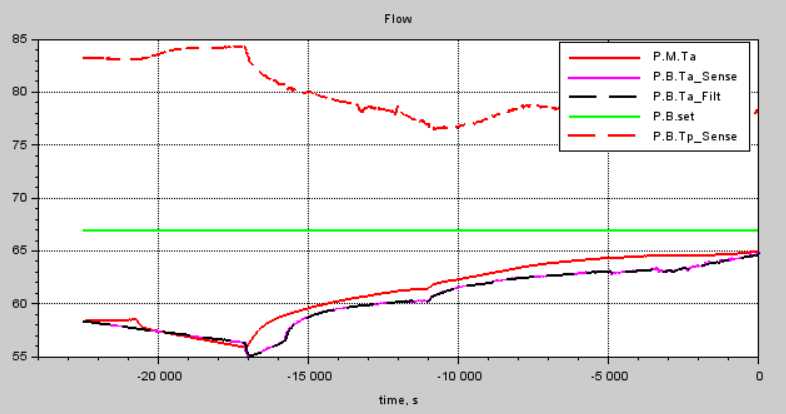 Flow
85
80
75
70
65
60
55
P.M.Ta
P.B.Ta_Sense
P.B.Ta_Filt
P.B.set
P.B.Tp_Sense
-20 000 -15 000 -10 000 -5 000 0
time, s